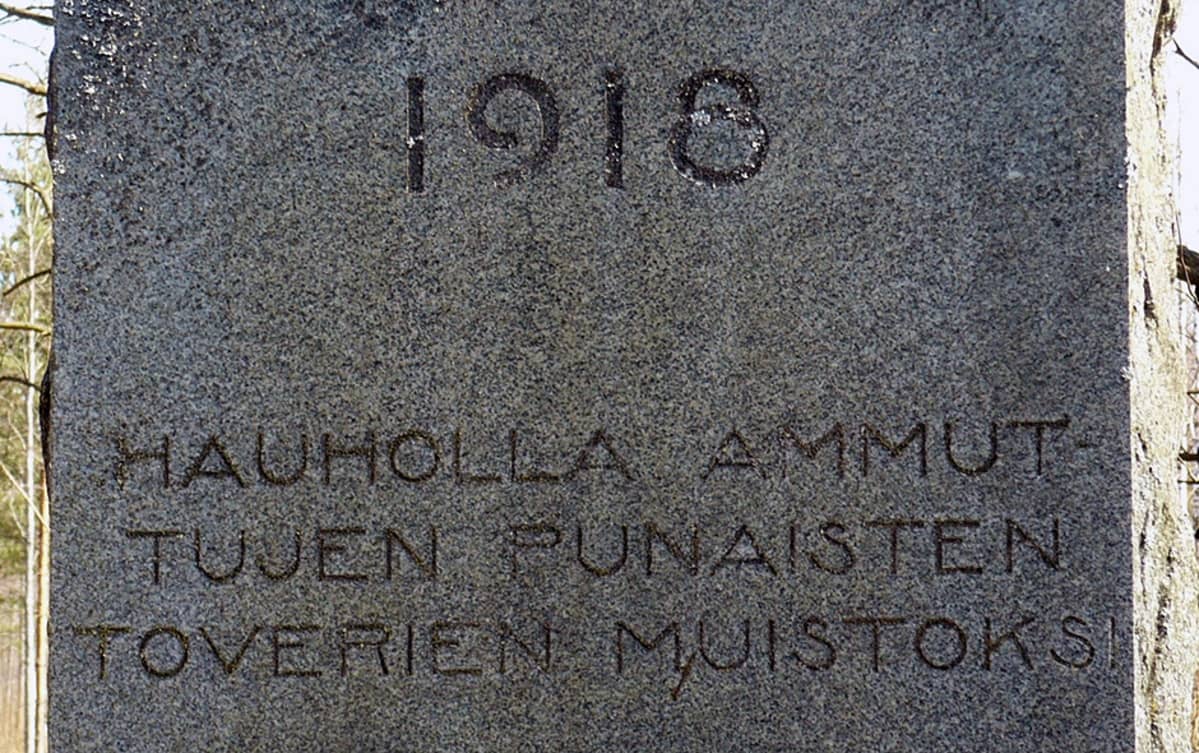 1918
HAUHOLLA AMMUT-
TUJEN PUNAISTEN
TOVERIEN MUISTOKSI